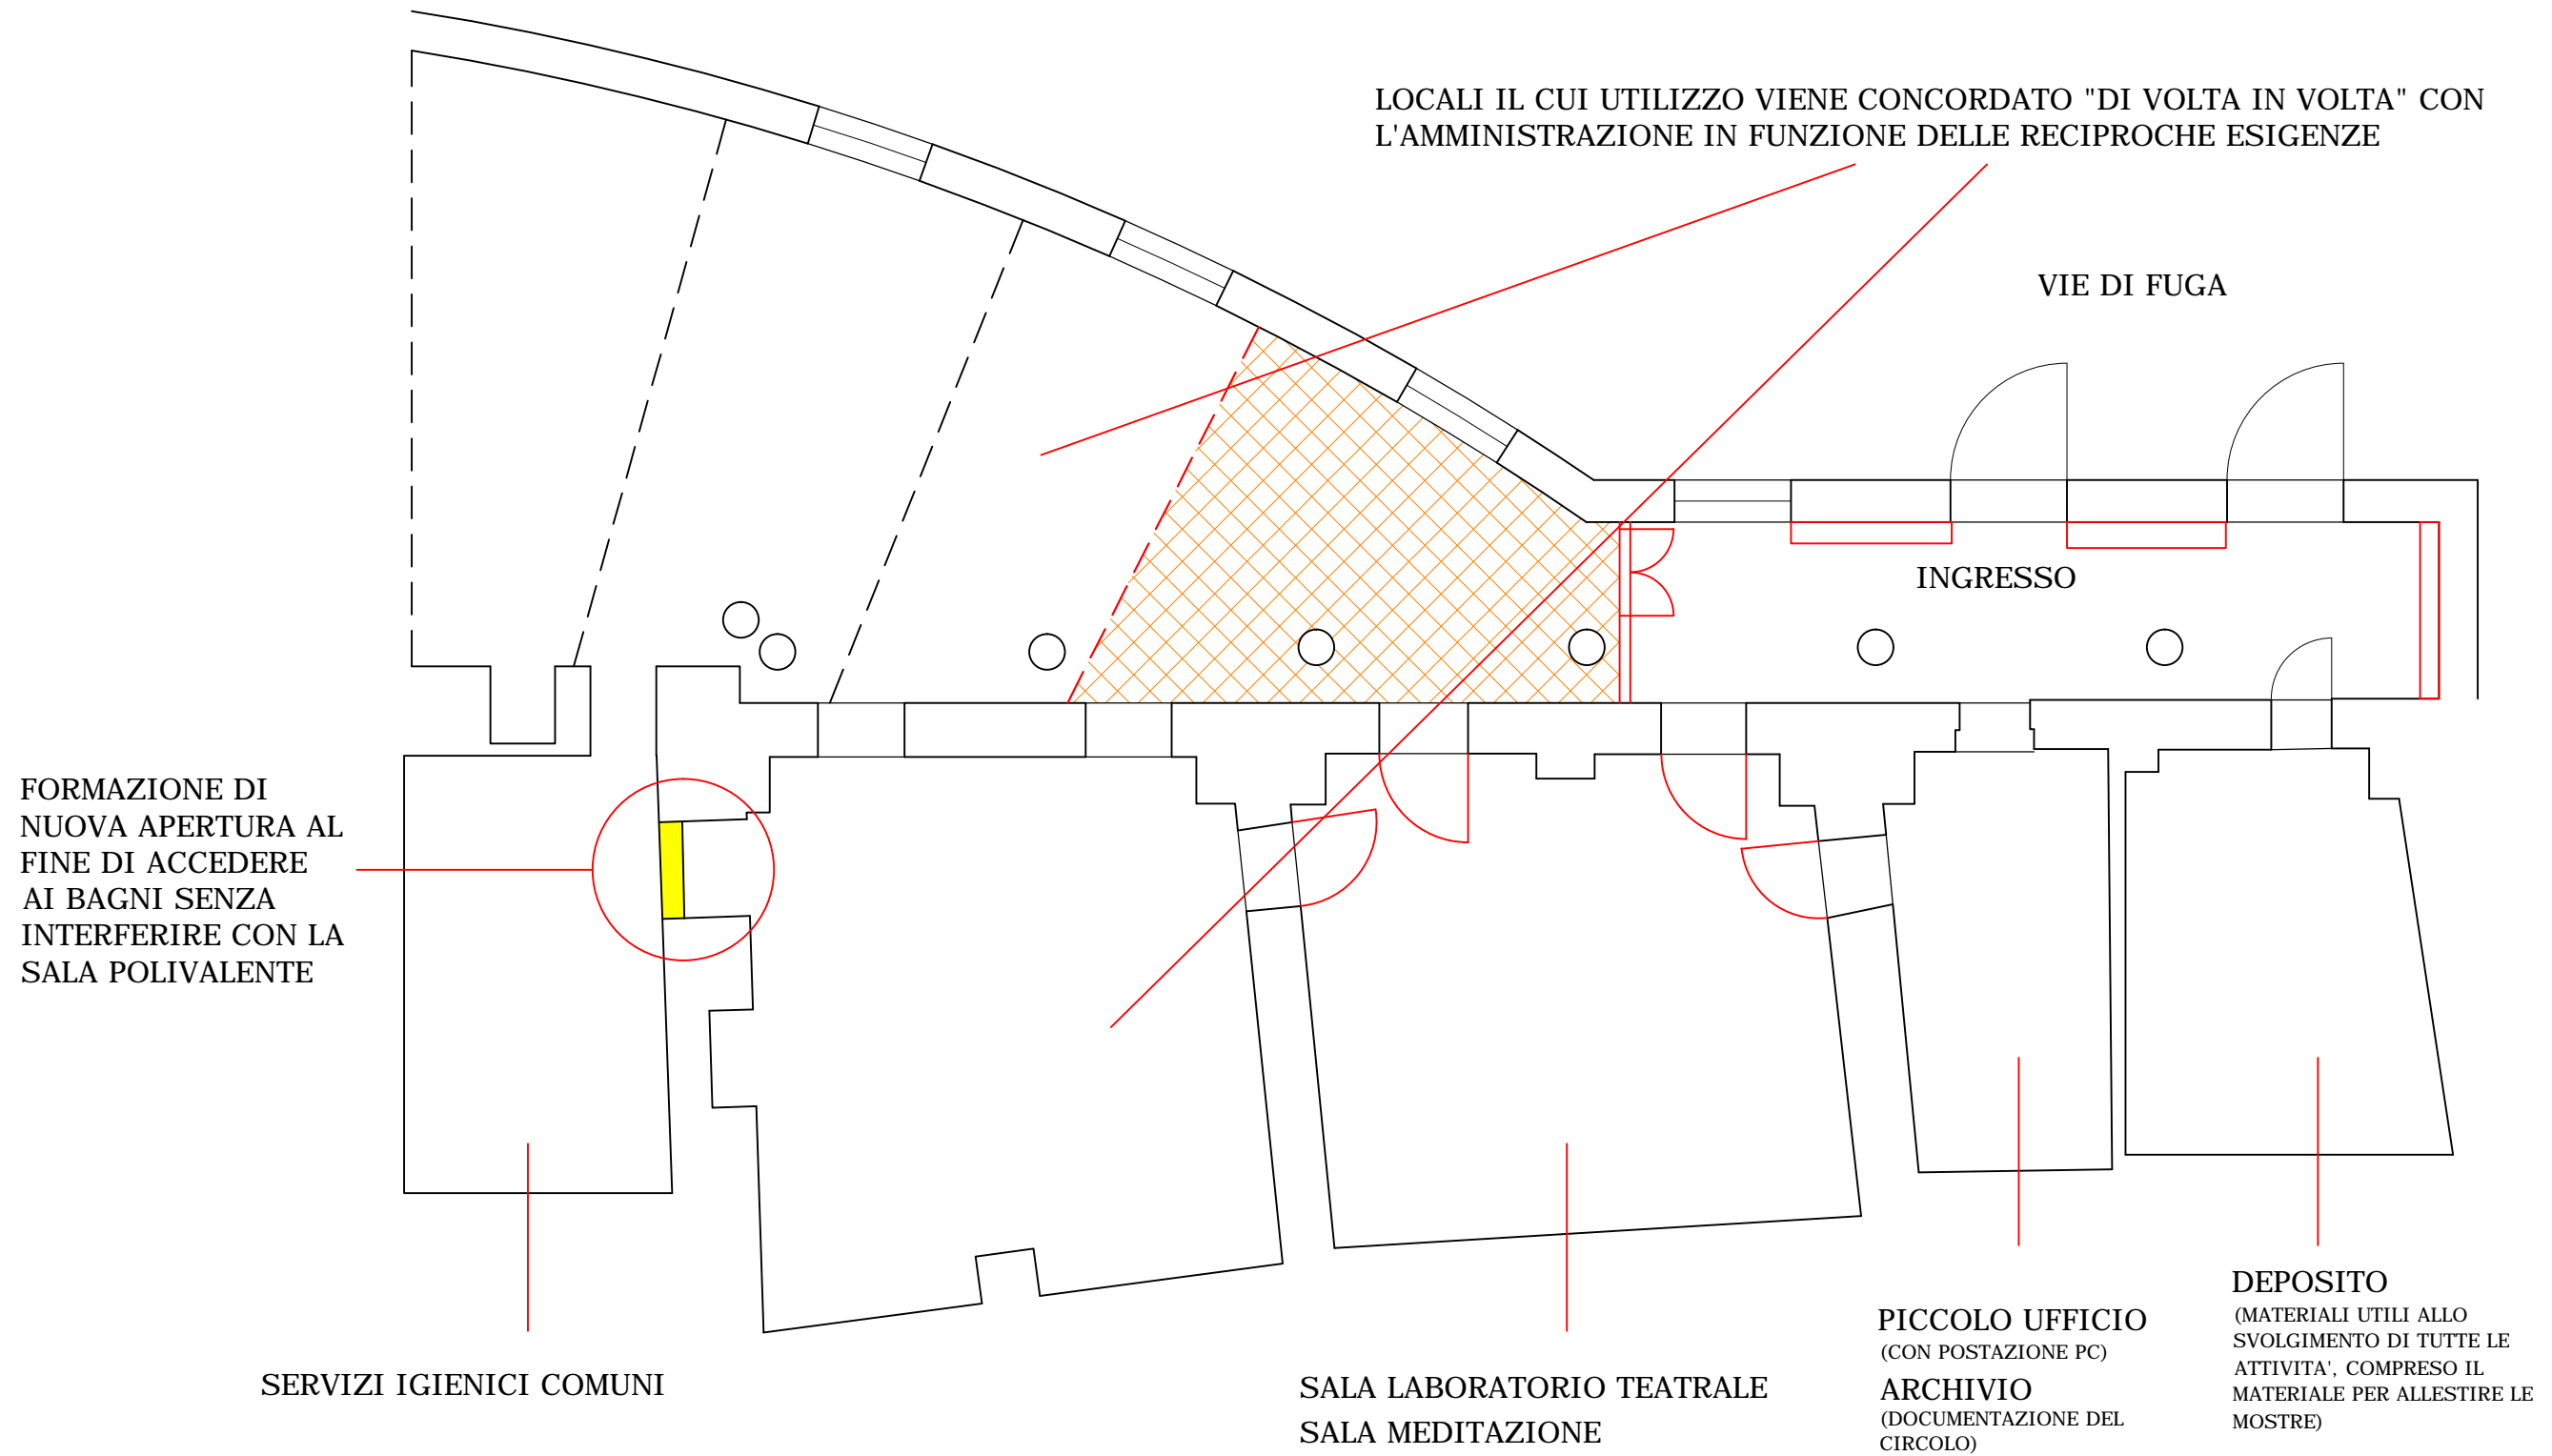 LOCALI IL CUI UTILIZZO VIENE CONCORDATO "DI VOLTA IN VOLTA" CON
L'AMMINISTRAZIONE IN FUNZIONE DELLE RECIPROCHE ESIGENZE
VIE DI FUGA
INGRESSO
FORMAZIONE DI
NUOVA APERTURA AL
FINE DI ACCEDERE
AI BAGNI SENZA
INTERFERIRE CON LA
SALA POLIVALENTE
SERVIZI IGIENICI COMUNI
SALA LABORATORIO TEATRALE
SALA MEDITAZIONE
PICCOLO UFFICIO
(CON POSTAZIONE PC)
ARCHIVIO
(DOCUMENTAZIONE DEL
CIRCOLO)
DEPOSITO
(MATERIALI UTILI ALLO
SVOLGIMENTO DI TUTTE LE
ATTIVITA', COMPRESO IL
MATERIALE PER ALLESTIRE LE
MOSTRE)